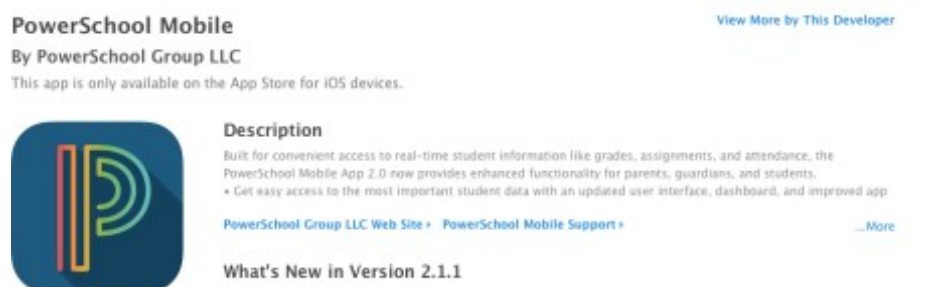 PowerSchool Mobile
View More by This Developer
By PowerSchool Group LLC
This app is only available on the App Store for iOS devices.
Description
Built for convenient access to real-time student information like grades, assignments, and attendance, the
PowerSchool Mobile App 2.0 now provides enhanced functionality for parents, guardians, and students.
• Get easy access to the most important student data with an updated user interface, dashboard, and improved app
PowerSchool Group LLC Web Site › PowerSchool Mobile Support ›
...More
What's New in Version 2.1.1